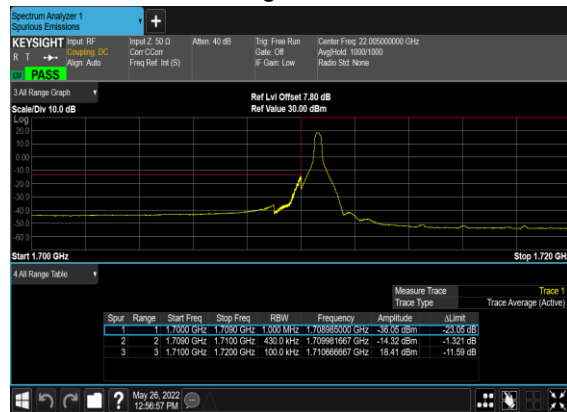 Spectrum Analyzer 1
Spurious Emissions
+
KEYSIGHT Input: RF Input Z: 50 Ω Atten: 40 dB Trig: Free Run Center Freq: 22.005000000 GHz
R T Coupling: DC Corr CCorr Gate: Off Avg|Hold: 1000/1000
Align: Auto Freq Ref: Int (S) IF Gain: Low Radio Std: None
LW PASS
3 All Range Graph
Ref Lvl Offset 7.80 dB
Scale/Div 10.0 dB Ref Value 30.00 dBm
Log
20.0
10.0
0.00
-10.0
-20.0
-30.0
-40.0
-50.0
-60.0
Start 1.700 GHz Stop 1.720 GHz
4 All Range Table
Measure Trace Trace 1
Trace Type Trace Average (Active)
Spur Range Start Freq Stop Freq RBW Frequency Amplitude ΔLimit
1 1 1.7000 GHz 1.7090 GHz 1.000 MHz 1.708985000 GHz -36.05 dBm -23.05 dB
2 2 1.7090 GHz 1.7100 GHz 430.0 kHz 1.709981667 GHz -14.32 dBm -1.321 dB
3 3 1.7100 GHz 1.7200 GHz 100.0 kHz 1.710666667 GHz 18.41 dBm -11.59 dB
? May 26, 2022
12:56:57 PM